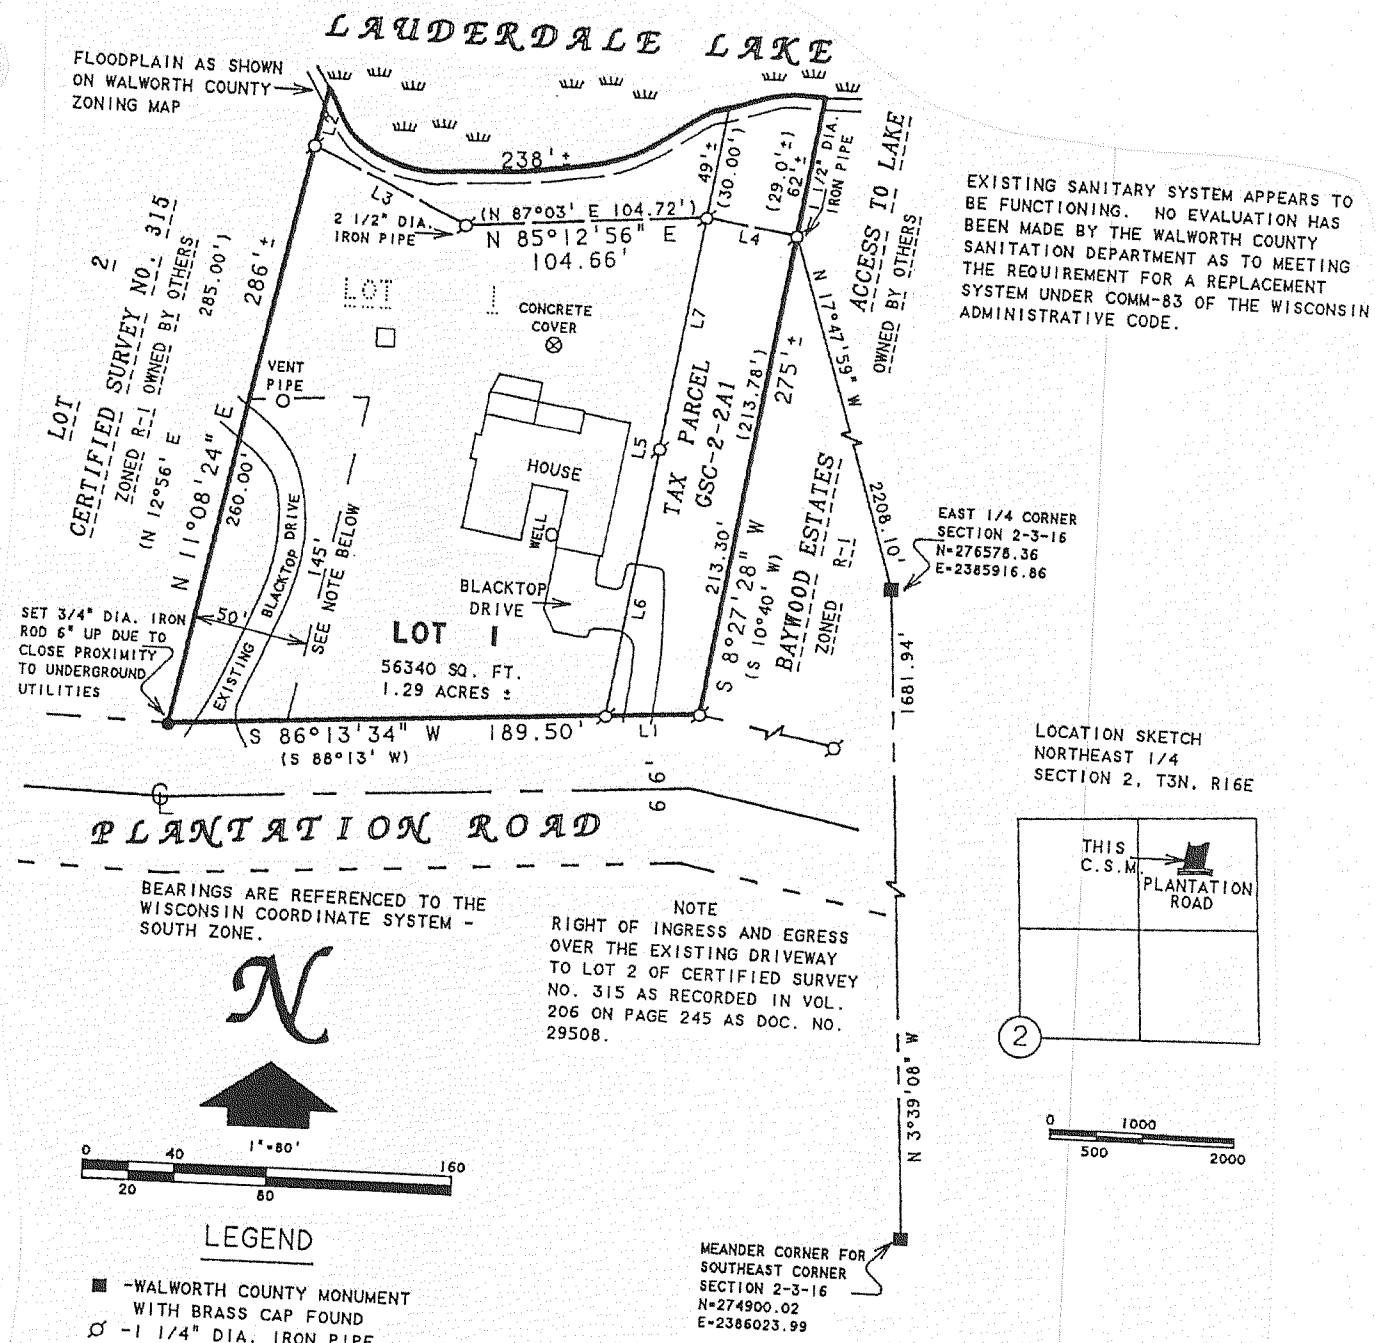 LAUDERDALE LAKE
FLOODPLAIN AS SHOWN
ON WALWORTH COUNTY
ZONING MAP
L2
238'±
L3
2 1/2" DIA.
IRON PIPE
(N 87°03' E 104.72')
N 85°12'56" E
104.66'
49'±
(30.00')
(29.0'±)
62'±
1 1/2" DIA.
IRON PIPE
L4
ACCESS TO LAKE
OWNED BY OTHERS
EXISTING SANITARY SYSTEM APPEARS TO
BE FUNCTIONING. NO EVALUATION HAS
BEEN MADE BY THE WALWORTH COUNTY
SANITATION DEPARTMENT AS TO MEETING
THE REQUIREMENT FOR A REPLACEMENT
SYSTEM UNDER COMM-83 OF THE WISCONSIN
ADMINISTRATIVE CODE.
LOT 2
CERTIFIED SURVEY NO. 315
ZONED R-1 OWNED BY OTHERS
(N 12°56' E 285.00')
N 11°08'24" E 286'±
260.00'
LOT 1
CONCRETE
COVER
VENT
PIPE
L7
L5
L6
TAX PARCEL
GSC-2-2A1
(213.78')
275'±
213.30'
S 8°27'28" W
(S 10°40' W)
BAYWOOD ESTATES
ZONED R-1
N 17°47'59" W
2208.10'
EAST 1/4 CORNER
SECTION 2-3-16
N=276578.36
E=2385916.86
HOUSE
WELL
BLACKTOP
DRIVE
EXISTING BLACKTOP DRIVE
145'
SEE NOTE BELOW
50'
SET 3/4" DIA. IRON
ROD 6" UP DUE TO
CLOSE PROXIMITY
TO UNDERGROUND
UTILITIES
LOT 1
56340 SQ. FT.
1.29 ACRES ±
S 86°13'34" W 189.50'
(S 88°13' W)
L1
66'
1681.94'
PLANTATION ROAD
LOCATION SKETCH
NORTHEAST 1/4
SECTION 2, T3N, R16E
THIS
C.S.M.
PLANTATION
ROAD
2
BEARINGS ARE REFERENCED TO THE
WISCONSIN COORDINATE SYSTEM -
SOUTH ZONE.
NOTE
RIGHT OF INGRESS AND EGRESS
OVER THE EXISTING DRIVEWAY
TO LOT 2 OF CERTIFIED SURVEY
NO. 315 AS RECORDED IN VOL.
206 ON PAGE 245 AS DOC. NO.
29508.
N
N 3°39'08" W
1"=80'
0 40 160
20 80
0 1000
500 2000
LEGEND
-WALWORTH COUNTY MONUMENT
WITH BRASS CAP FOUND
-1 1/4" DIA. IRON PIPE
MEANDER CORNER FOR
SOUTHEAST CORNER
SECTION 2-3-16
N=274900.02
E=2386023.99